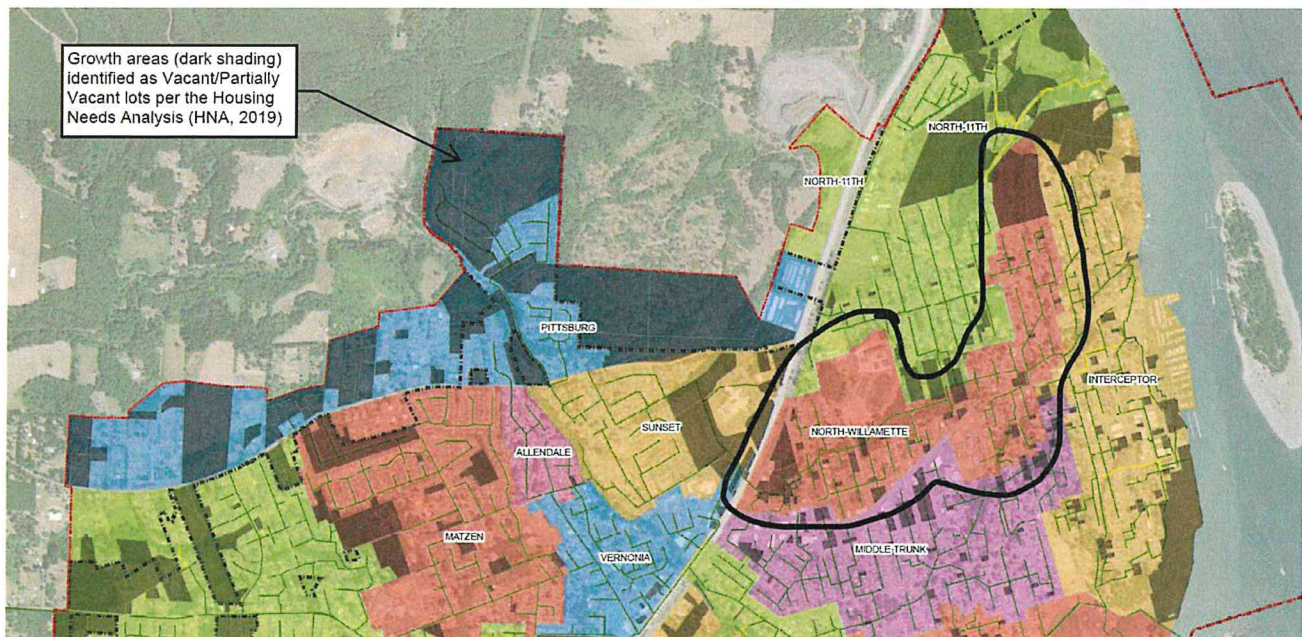 Growth areas (dark shading)
identified as Vacant/Partially
Vacant lots per the Housing
Needs Analysis (HNA, 2019)
NORTH-11TH
NORTH-11TH
PITTSBURG
INTERCEPTOR
SUNSET
NORTH-WILLAMETTE
ALLENDALE
MATZEN
VERNONIA
MIDDLE TRUNK